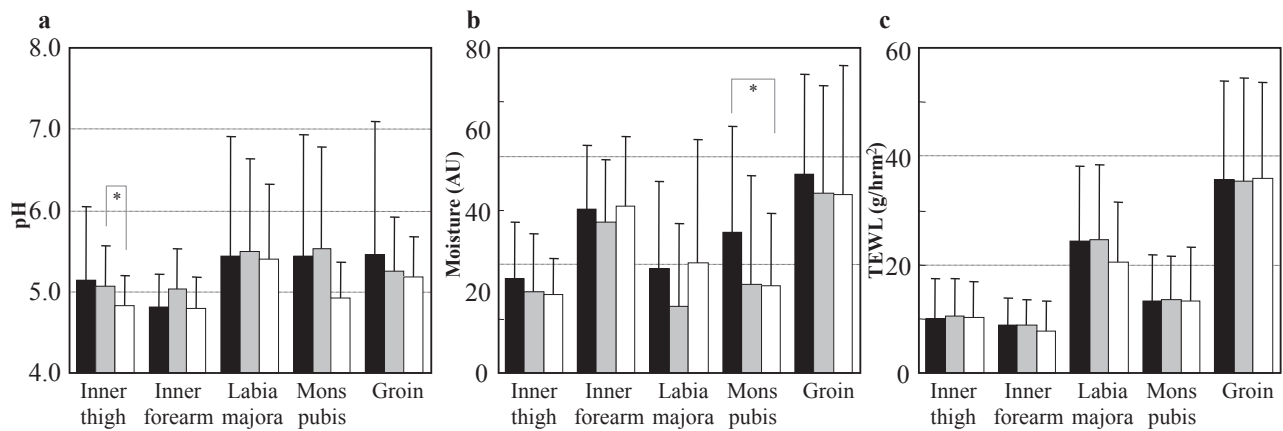 a
8.0
7.0
6.0
5.0
4.0
pH
*
Inner thigh
Inner forearm
Labia majora
Mons pubis
Groin
b
80
60
40
20
0
Moisture (AU)
*
Inner thigh
Inner forearm
Labia majora
Mons pubis
Groin
c
60
40
20
0
TEWL (g/hrm²)
Inner thigh
Inner forearm
Labia majora
Mons pubis
Groin